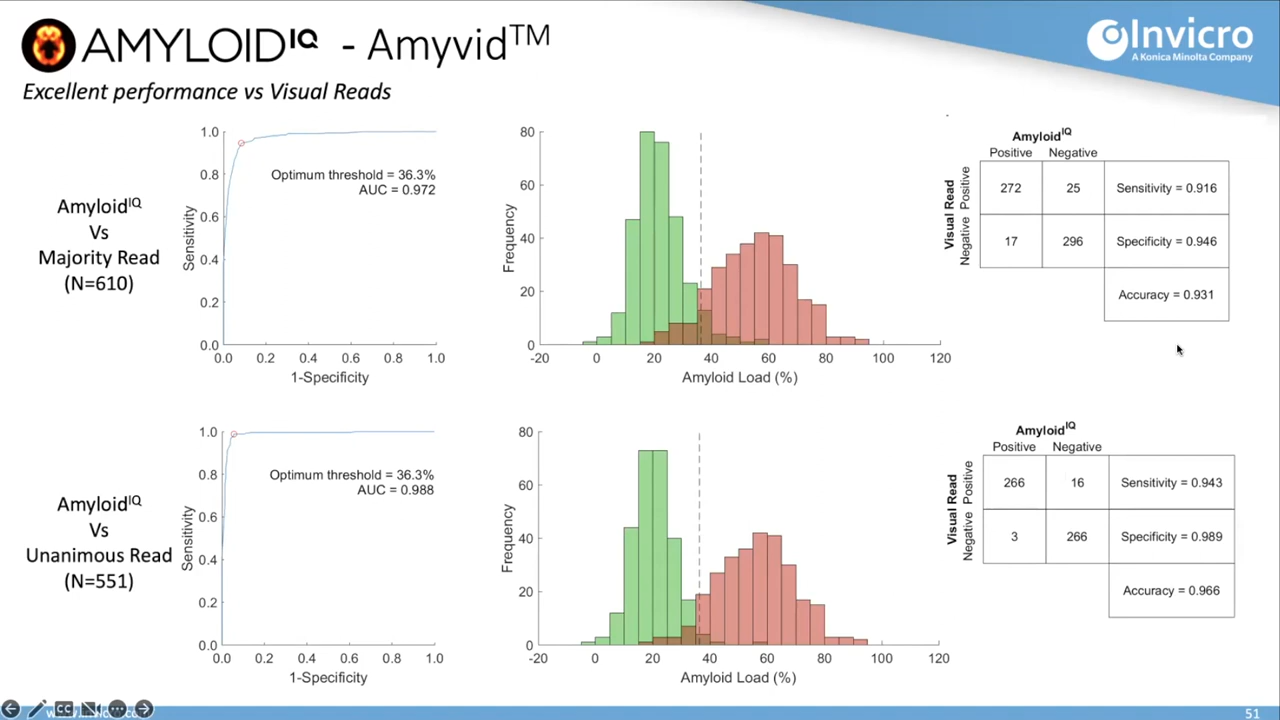 AMYLOIDIQ - Amyvid™
Invicro
A Konica Minolta Company
Excellent performance vs Visual Reads
AmyloidIQ
Vs
Majority Read
(N=610)
Sensitivity
1.0
0.8
0.6
0.4
0.2
0.0
Optimum threshold = 36.3%
AUC = 0.972
0.0 0.2 0.4 0.6 0.8 1.0
1-Specificity
Frequency
80
60
40
20
0
-20 0 20 40 60 80 100 120
Amyloid Load (%)
AmyloidIQ
Positive Negative
Visual Read
Negative Positive
272 25 Sensitivity = 0.916
17 296 Specificity = 0.946
Accuracy = 0.931
AmyloidIQ
Vs
Unanimous Read
(N=551)
Sensitivity
1.0
0.8
0.6
0.4
0.2
0.0
Optimum threshold = 36.3%
AUC = 0.988
0.0 0.2 0.4 0.6 0.8 1.0
1-Specificity
Frequency
80
60
40
20
0
-20 0 20 40 60 80 100 120
Amyloid Load (%)
AmyloidIQ
Positive Negative
Visual Read
Negative Positive
266 16 Sensitivity = 0.943
3 266 Specificity = 0.989
Accuracy = 0.966
CC
51